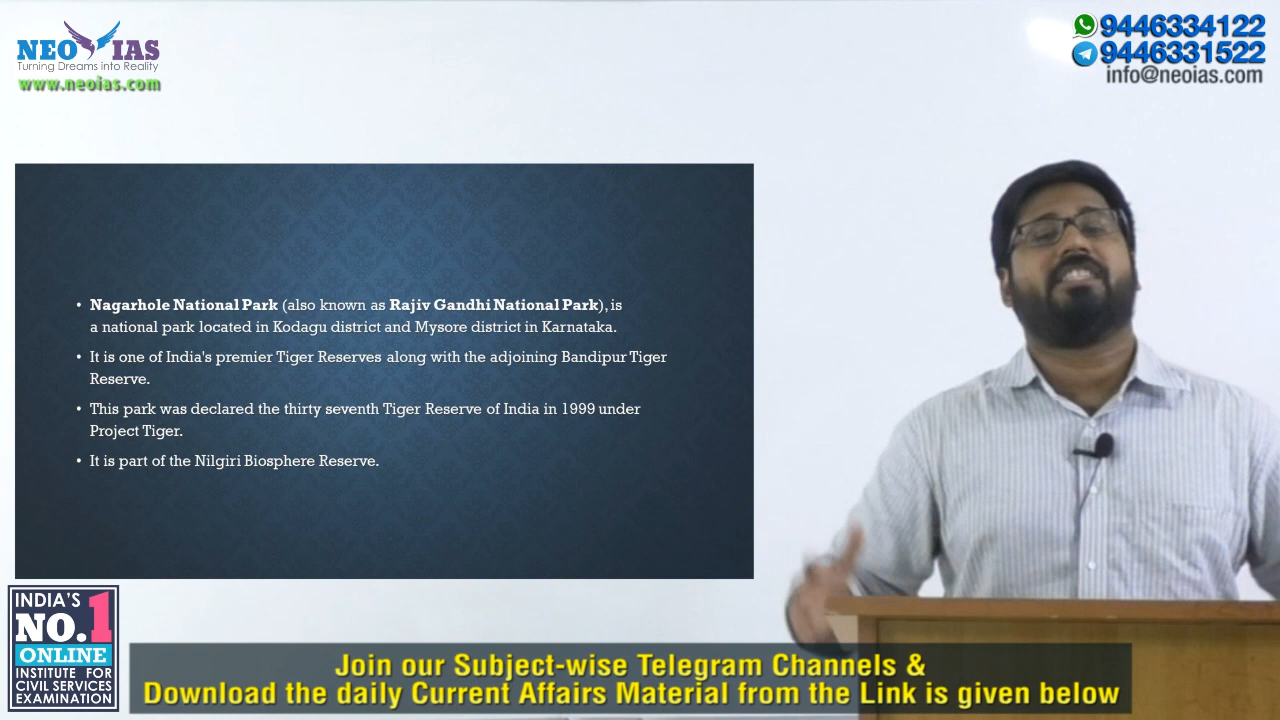 NEO IAS
Turning Dreams into Reality
www.neoias.com
9446334122
9446331522
info@neoias.com
• Nagarhole National Park (also known as Rajiv Gandhi National Park), is
a national park located in Kodagu district and Mysore district in Karnataka.
• It is one of India's premier Tiger Reserves along with the adjoining Bandipur Tiger
Reserve.
• This park was declared the thirty seventh Tiger Reserve of India in 1999 under
Project Tiger.
• It is part of the Nilgiri Biosphere Reserve.
INDIA'S
NO.1
ONLINE
INSTITUTE FOR
CIVIL SERVICES
EXAMINATION
Join our Subject-wise Telegram Channels &
Download the daily Current Affairs Material from the Link is given below